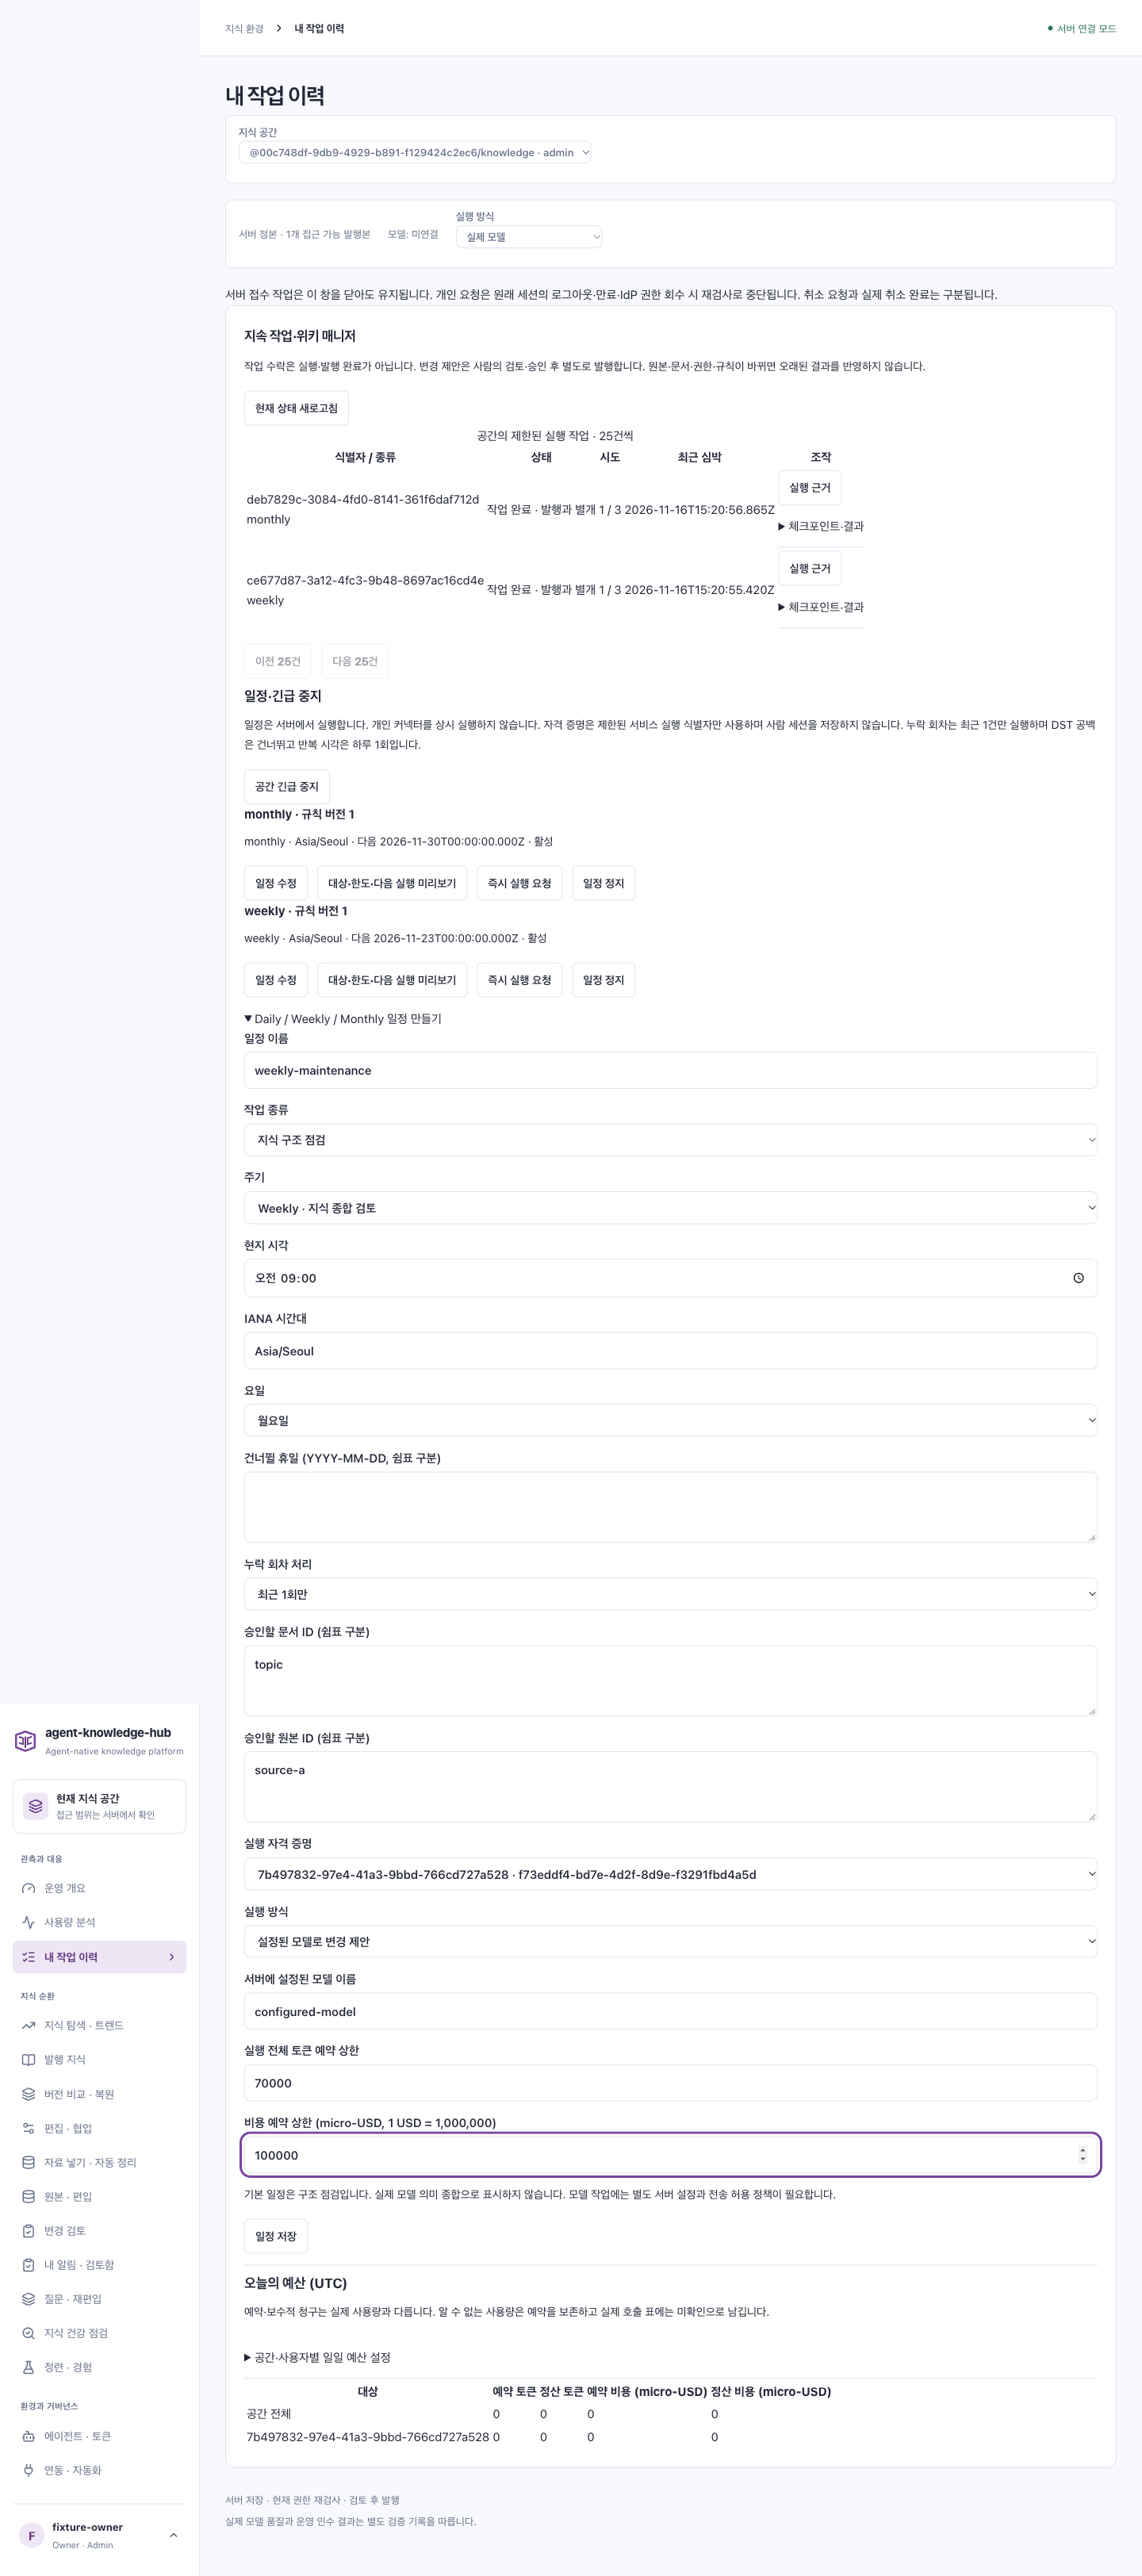 지식 환경 > 내 작업 이력
● 서버 연결 모드
내 작업 이력
지식 공간
@00c748df-9db9-4929-b891-f129424c2ec6/knowledge · admin
실행 방식
서버 정본 · 1개 접근 가능 발행본 모델: 미연결
실제 모델
서버 접수 작업은 이 창을 닫아도 유지됩니다. 개인 요청은 원래 세션의 로그아웃·만료·IdP 권한 회수 시 재검사로 중단됩니다. 취소 요청과 실제 취소 완료는 구분됩니다.
지속 작업·위키 매니저
작업 수락은 실행·발행 완료가 아닙니다. 변경 제안은 사람의 검토·승인 후 별도로 발행합니다. 원본·문서·권한·규칙이 바뀌면 오래된 결과를 반영하지 않습니다.
현재 상태 새로고침
공간의 제한된 실행 작업 · 25건씩
식별자 / 종류 상태 시도 최근 심박 조작
deb7829c-3084-4fd0-8141-361f6daf712d
monthly
작업 완료 · 발행과 별개 1 / 3 2026-11-16T15:20:56.865Z
실행 근거
▶ 체크포인트·결과
ce677d87-3a12-4fc3-9b48-8697ac16cd4e
weekly
작업 완료 · 발행과 별개 1 / 3 2026-11-16T15:20:55.420Z
실행 근거
▶ 체크포인트·결과
이전 25건 다음 25건
일정·긴급 중지
일정은 서버에서 실행합니다. 개인 커넥터를 상시 실행하지 않습니다. 자격 증명은 제한된 서비스 실행 식별자만 사용하며 사람 세션을 저장하지 않습니다. 누락 회차는 최근 1건만 실행하며 DST 공백
은 건너뛰고 반복 시각은 하루 1회입니다.
공간 긴급 중지
monthly · 규칙 버전 1
monthly · Asia/Seoul · 다음 2026-11-30T00:00:00.000Z · 활성
일정 수정 대상·한도·다음 실행 미리보기 즉시 실행 요청 일정 정지
weekly · 규칙 버전 1
weekly · Asia/Seoul · 다음 2026-11-23T00:00:00.000Z · 활성
일정 수정 대상·한도·다음 실행 미리보기 즉시 실행 요청 일정 정지
▼ Daily / Weekly / Monthly 일정 만들기
일정 이름
weekly-maintenance
작업 종류
지식 구조 점검
주기
Weekly · 지식 종합 검토
현지 시각
오전 09:00
IANA 시간대
Asia/Seoul
요일
월요일
건너뛸 휴일 (YYYY-MM-DD, 쉼표 구분)
누락 회차 처리
최근 1회만
승인할 문서 ID (쉼표 구분)
topic
승인할 원본 ID (쉼표 구분)
source-a
실행 자격 증명
7b497832-97e4-41a3-9bbd-766cd727a528 · f73eddf4-bd7e-4d2f-8d9e-f3291fbd4a5d
실행 방식
설정된 모델로 변경 제안
서버에 설정된 모델 이름
configured-model
실행 전체 토큰 예약 상한
70000
비용 예약 상한 (micro-USD, 1 USD = 1,000,000)
100000
기본 일정은 구조 점검입니다. 실제 모델 의미 종합으로 표시하지 않습니다. 모델 작업에는 별도 서버 설정과 전송 허용 정책이 필요합니다.
일정 저장
오늘의 예산 (UTC)
예약·보수적 청구는 실제 사용량과 다릅니다. 알 수 없는 사용량은 예약을 보존하고 실제 호출 표에는 미확인으로 남깁니다.
▶ 공간·사용자별 일일 예산 설정
대상 예약 토큰 정산 토큰 예약 비용 (micro-USD) 정산 비용 (micro-USD)
공간 전체 0 0 0 0
7b497832-97e4-41a3-9bbd-766cd727a528 0 0 0 0
서버 저장 · 현재 권한 재검사 · 검토 후 발행
실제 모델 품질과 운영 인수 결과는 별도 검증 기록을 따릅니다.
agent-knowledge-hub
Agent-native knowledge platform
현재 지식 공간
접근 범위는 서버에서 확인
관측과 대응
운영 개요
사용량 분석
내 작업 이력
지식 순환
지식 탐색 · 트렌드
발행 지식
버전 비교 · 복원
편집 · 협업
자료 넣기 · 자동 정리
원본 · 편입
변경 검토
내 알림 · 검토함
질문 · 재편입
지식 건강 점검
정련 · 경험
환경과 거버넌스
에이전트 · 토큰
연동 · 자동화
F
fixture-owner
Owner · Admin